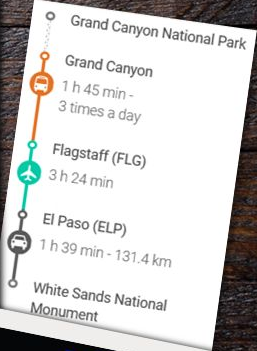 Grand Canyon National Park
Grand Canyon
1 h 45 min -
3 times a day
Flagstaff (FLG)
3 h 24 min
El Paso (ELP)
1 h 39 min - 131.4 km
White Sands National
Monument